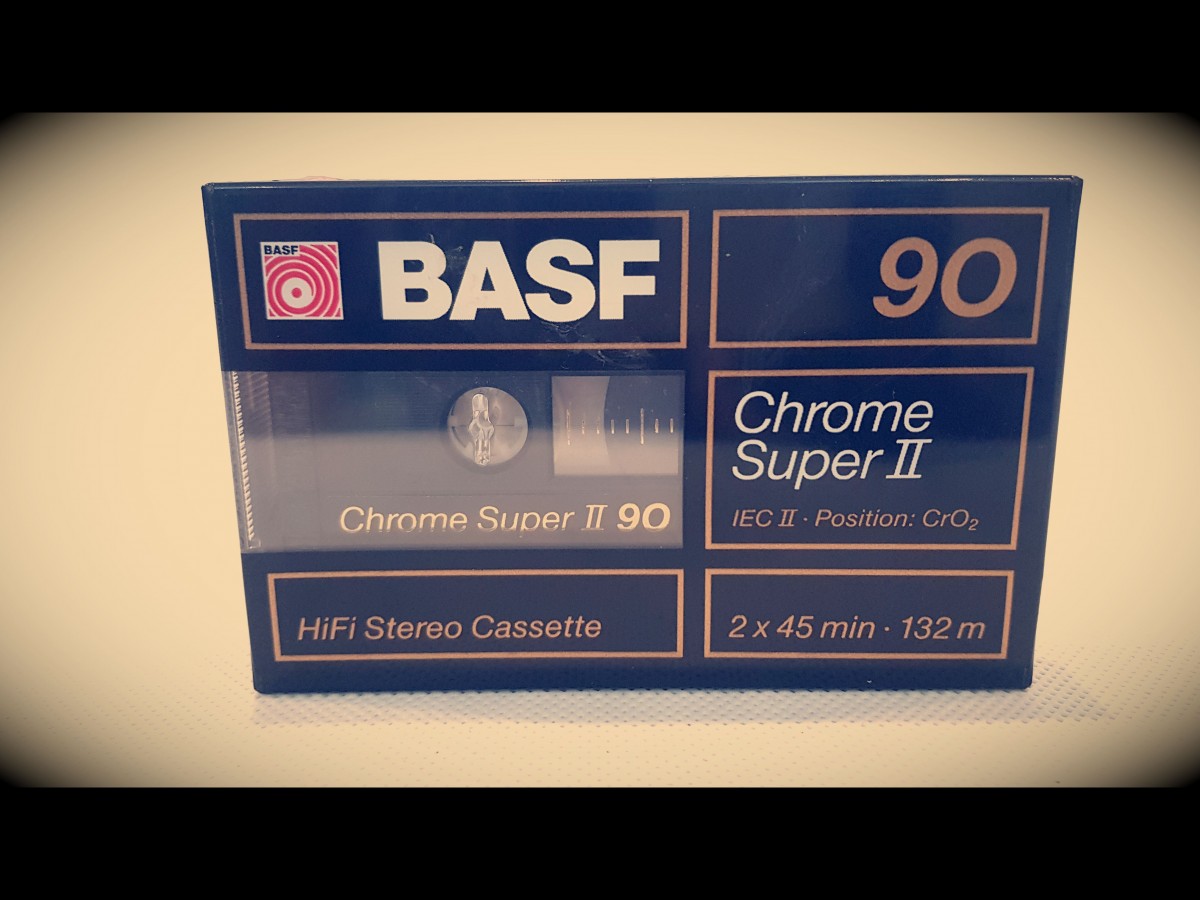 BASF
BASF
90
Chrome
Super II
IEC II · Position: CrO₂
Chrome Super II 90
HiFi Stereo Cassette
2 x 45 min · 132 m